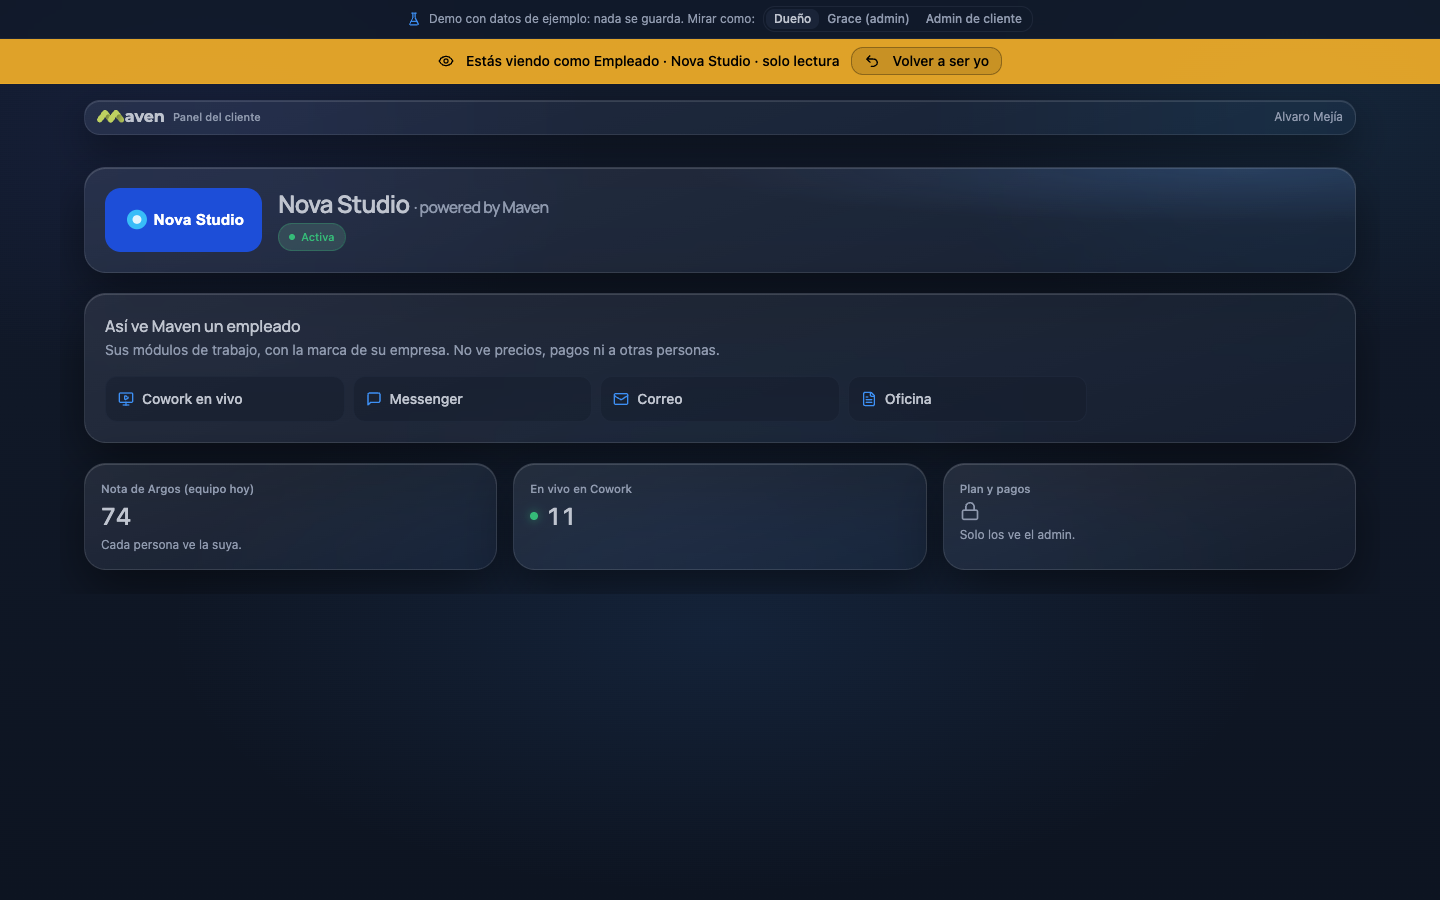 Demo con datos de ejemplo: nada se guarda. Mirar como: Dueño Grace (admin) Admin de cliente
Estás viendo como Empleado · Nova Studio · solo lectura Volver a ser yo
Maven Panel del cliente Alvaro Mejía
Nova Studio
Nova Studio · powered by Maven
Activa
Así ve Maven un empleado
Sus módulos de trabajo, con la marca de su empresa. No ve precios, pagos ni a otras personas.
Cowork en vivo Messenger Correo Oficina
Nota de Argos (equipo hoy)
74
Cada persona ve la suya.
En vivo en Cowork
11
Plan y pagos
Solo los ve el admin.